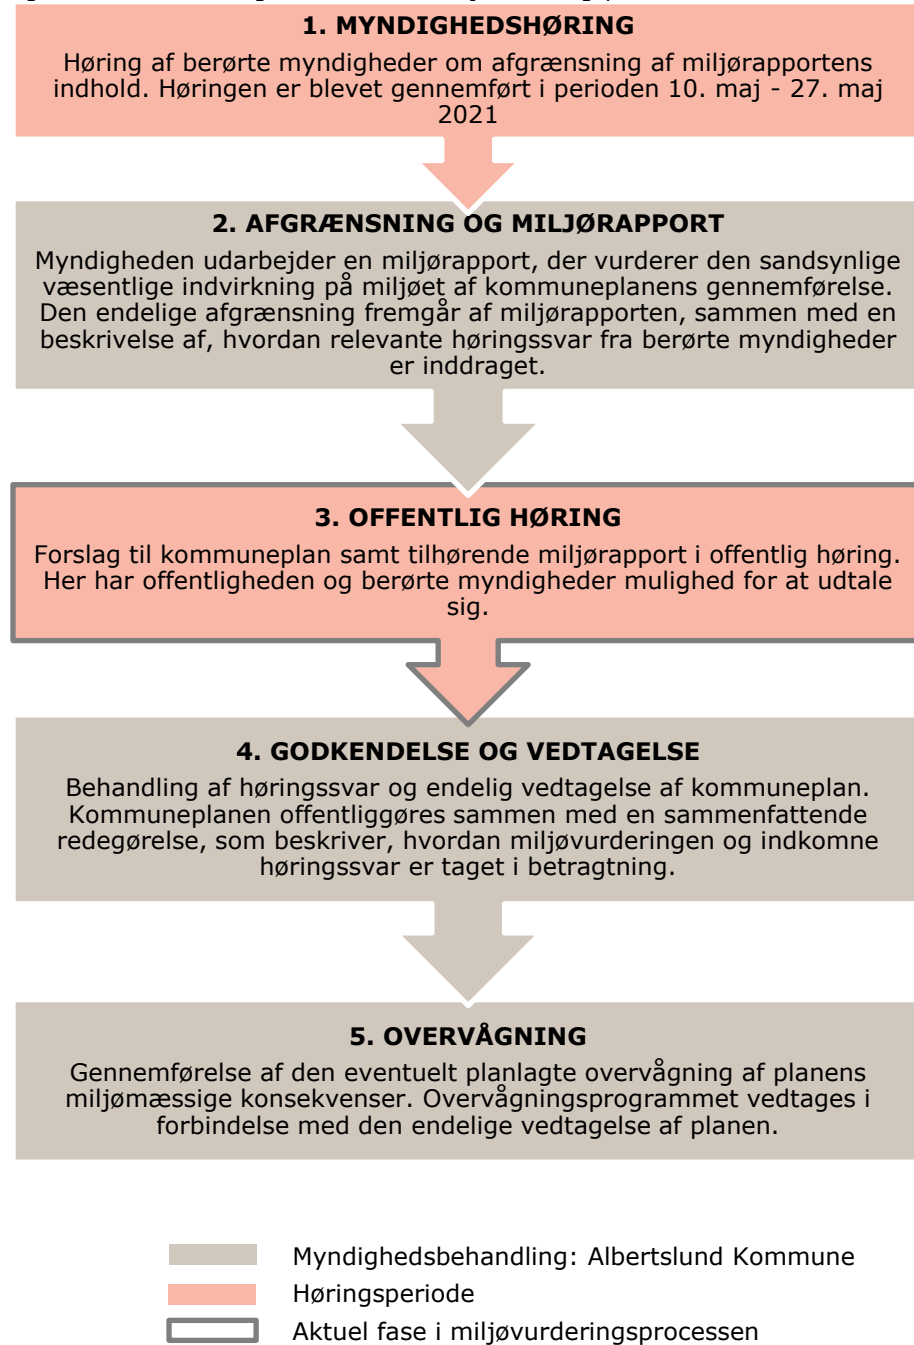 1. MYNDIGHEDSHØRING
Høring af berørte myndigheder om afgrænsning af miljørapportens
indhold. Høringen er blevet gennemført i perioden 10. maj - 27. maj
2021
2. AFGRÆNSNING OG MILJØRAPPORT
Myndigheden udarbejder en miljørapport, der vurderer den sandsynlige
væsentlige indvirkning på miljøet af kommuneplanens gennemførelse.
Den endelige afgrænsning fremgår af miljørapporten, sammen med en
beskrivelse af, hvordan relevante høringssvar fra berørte myndigheder
er inddraget.
3. OFFENTLIG HØRING
Forslag til kommuneplan samt tilhørende miljørapport i offentlig høring.
Her har offentligheden og berørte myndigheder mulighed for at udtale
sig.
4. GODKENDELSE OG VEDTAGELSE
Behandling af høringssvar og endelig vedtagelse af kommuneplan.
Kommuneplanen offentliggøres sammen med en sammenfattende
redegørelse, som beskriver, hvordan miljøvurderingen og indkomne
høringssvar er taget i betragtning.
5. OVERVÅGNING
Gennemførelse af den eventuelt planlagte overvågning af planens
miljømæssige konsekvenser. Overvågningsprogrammet vedtages i
forbindelse med den endelige vedtagelse af planen.
Myndighedsbehandling: Albertslund Kommune
Høringsperiode
Aktuel fase i miljøvurderingsprocessen